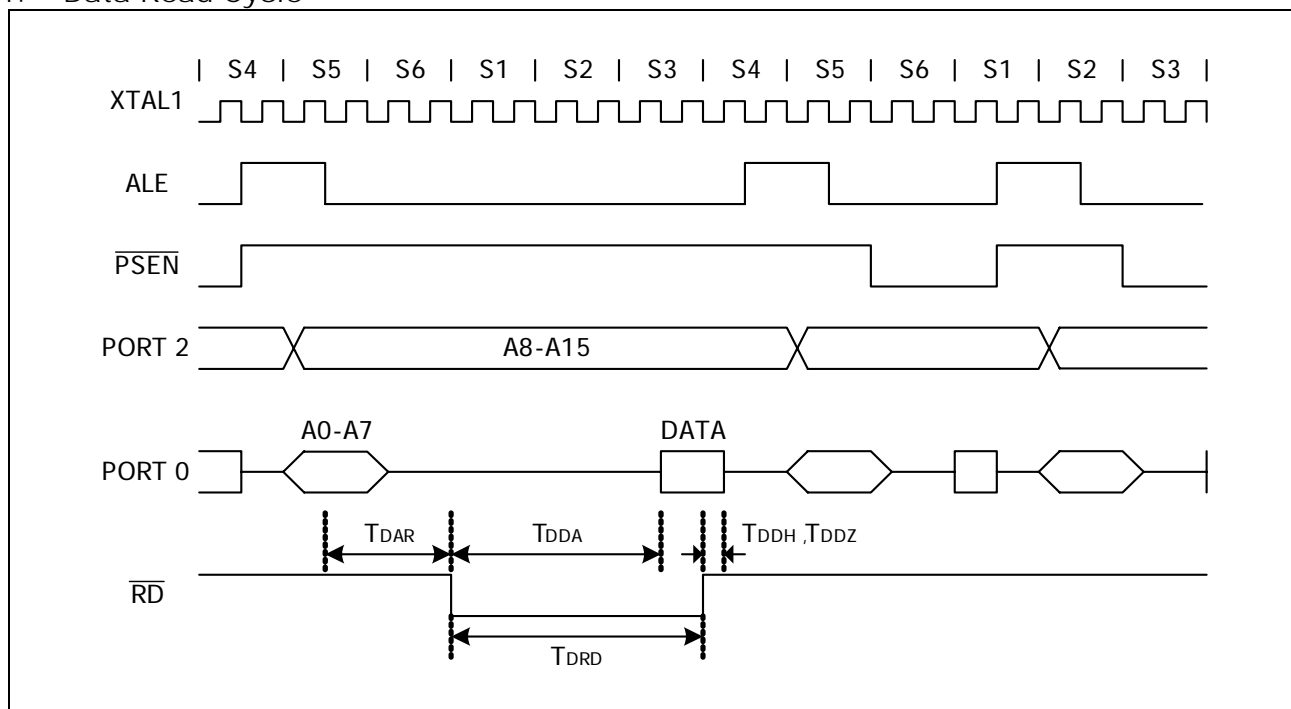 Data Read Cycle
| S4 | S5 | S6 | S1 | S2 | S3 | S4 | S5 | S6 | S1 | S2 | S3 |
XTAL1
ALE
PSEN
PORT 2
A8-A15
A0-A7
DATA
PORT 0
TDAR
TDDA
TDDH ,TDDZ
RD
TDRD